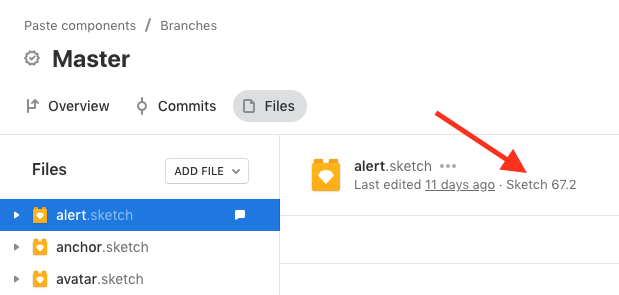 Paste components / Branches
Master
Overview Commits Files
Files ADD FILE
alert.sketch
Last edited 11 days ago · Sketch 67.2
alert.sketch
anchor.sketch
avatar.sketch